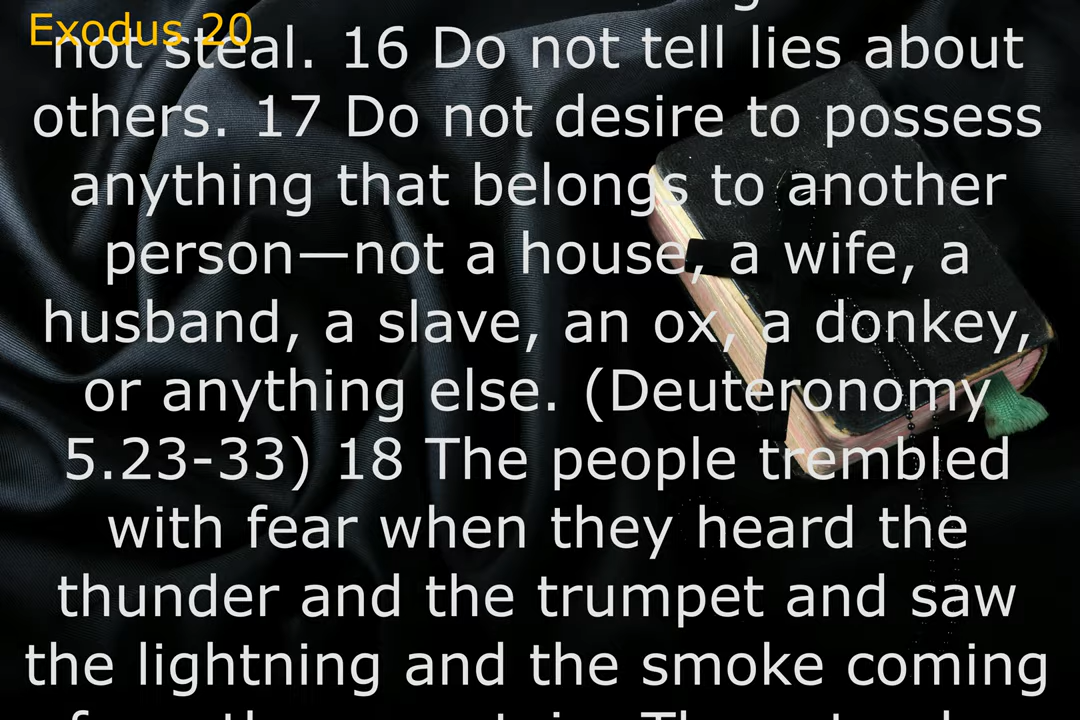 Exodus 20
not steal. 16 Do not tell lies about
others. 17 Do not desire to possess
anything that belongs to another
person—not a house, a wife, a
husband, a slave, an ox, a donkey,
or anything else. (Deuteronomy
5.23-33) 18 The people trembled
with fear when they heard the
thunder and the trumpet and saw
the lightning and the smoke coming